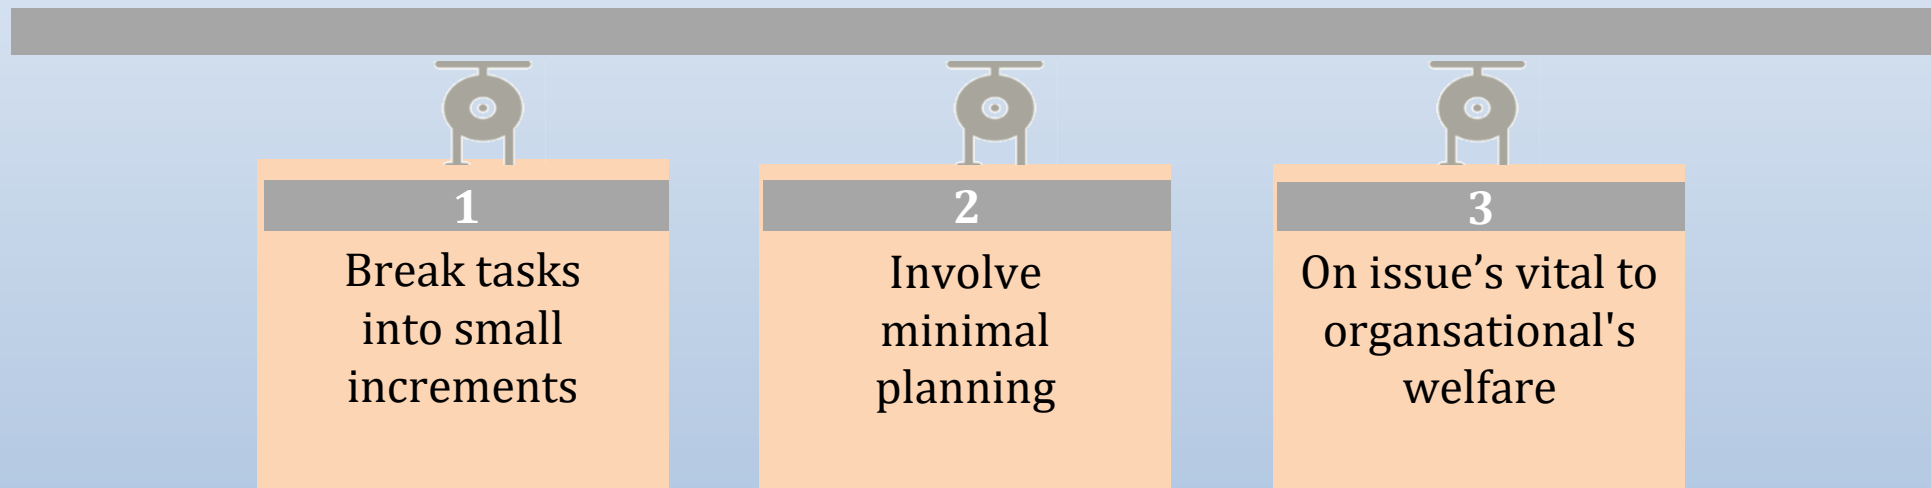 1
Break tasks
into small
increments
2
Involve
minimal
planning
3
On issue’s vital to
organsational's
welfare